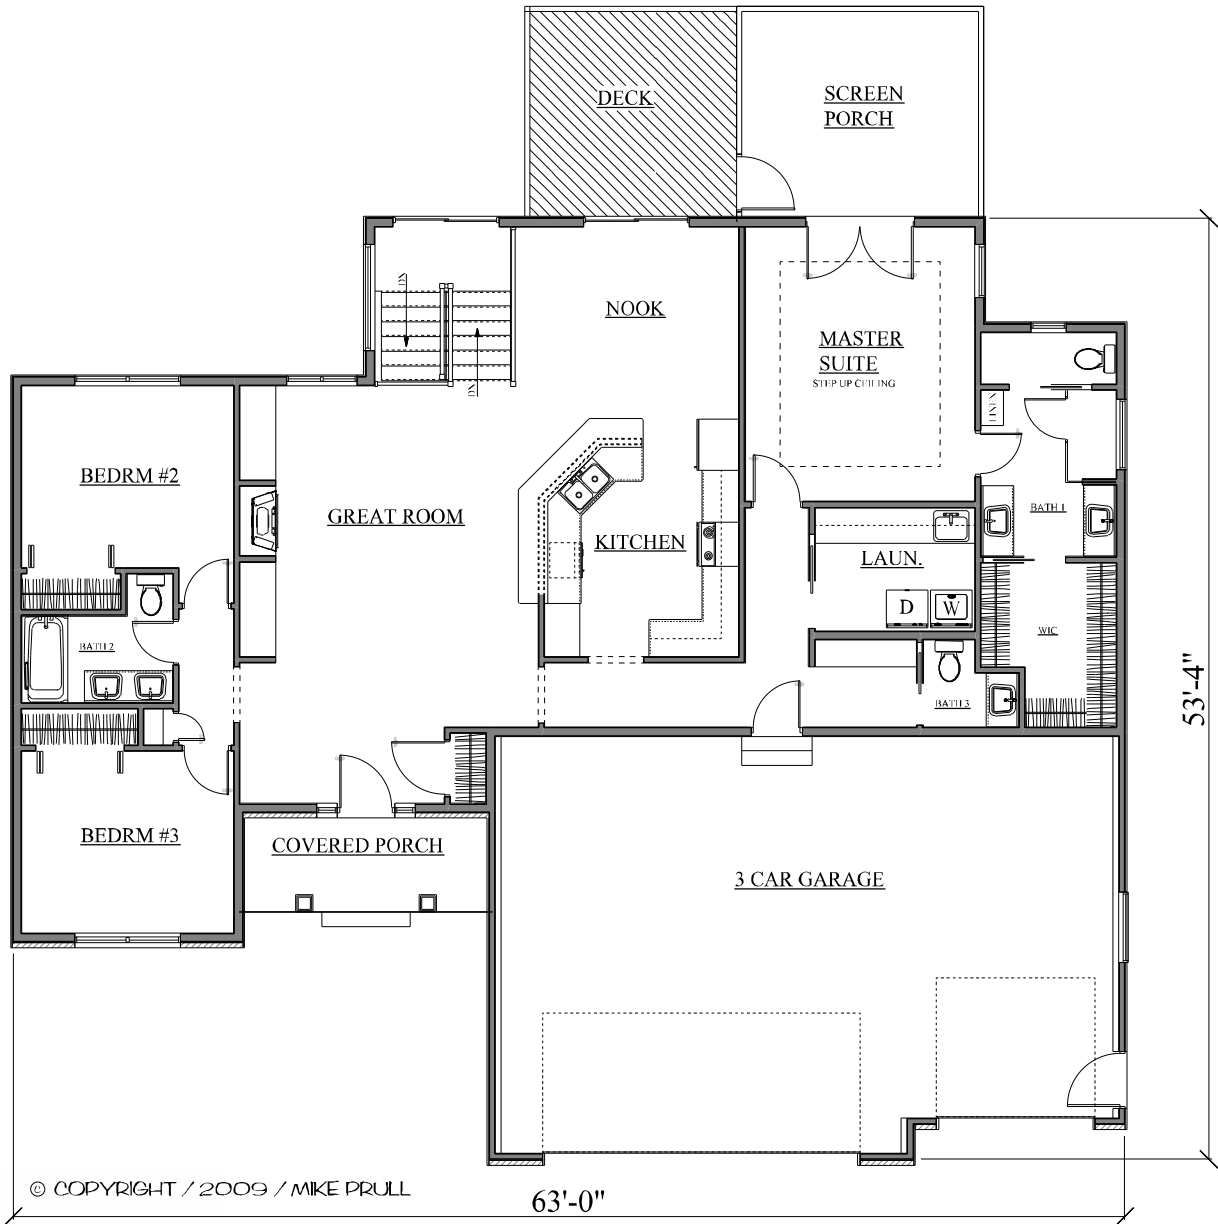 DECK
SCREEN
PORCH
DN
NOOK
MASTER
SUITE
STEP UP CEILING
DN
LINEN
BEDRM #2
GREAT ROOM
BATH 1
KITCHEN
LAUN.
D
W
WIC
BATH 2
BATH 3
53'-4"
BEDRM #3
COVERED PORCH
3 CAR GARAGE
© COPYRIGHT / 2009 / MIKE PRULL
63'-0"